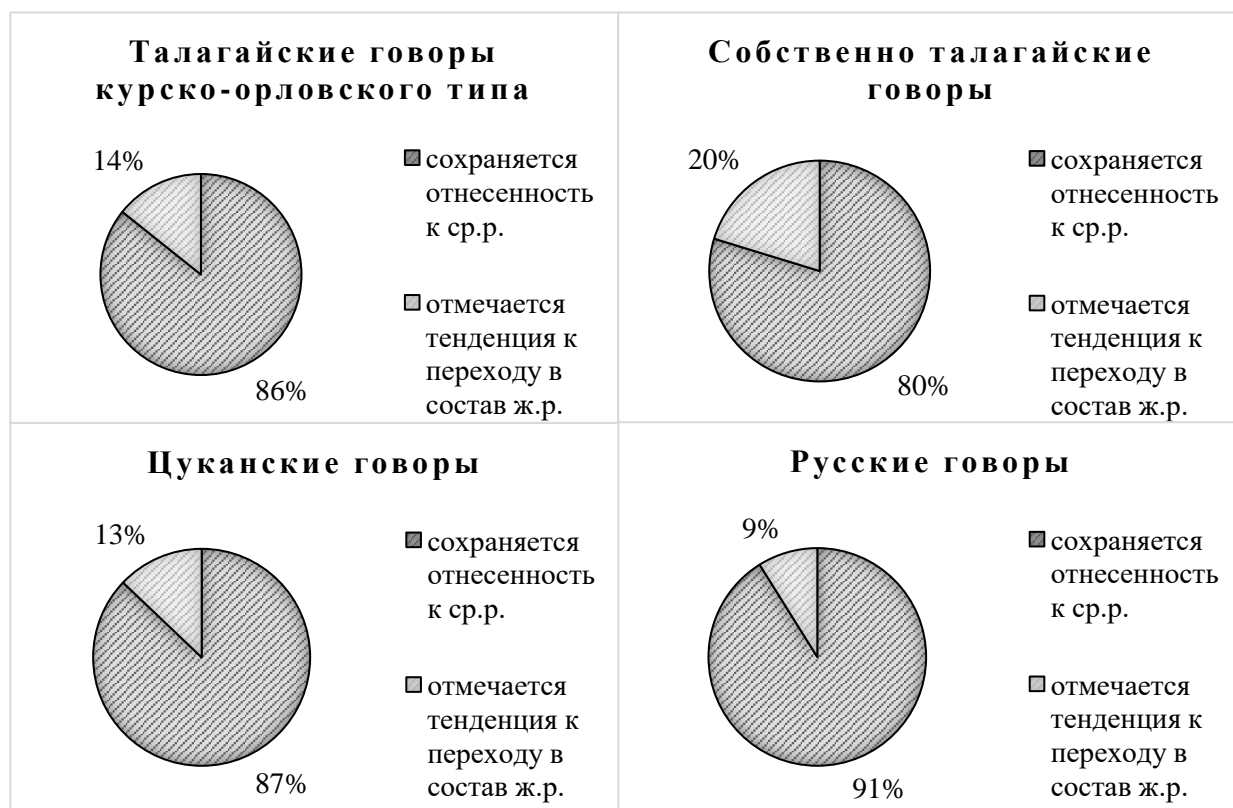 Талагайские говоры
курско-орловского типа
14%
86%
сохраняется
отнесенность
к ср.р.
отмечается
тенденция к
переходу в
состав ж.р.
Собственно талагайские
говоры
20%
80%
сохраняется
отнесенность
к ср.р.
отмечается
тенденция к
переходу в
состав ж.р.
Цуканские говоры
13%
87%
сохраняется
отнесенность
к ср.р.
отмечается
тенденция к
переходу в
состав ж.р.
Русские говоры
9%
91%
сохраняется
отнесенность
к ср.р.
отмечается
тенденция к
переходу в
состав ж.р.